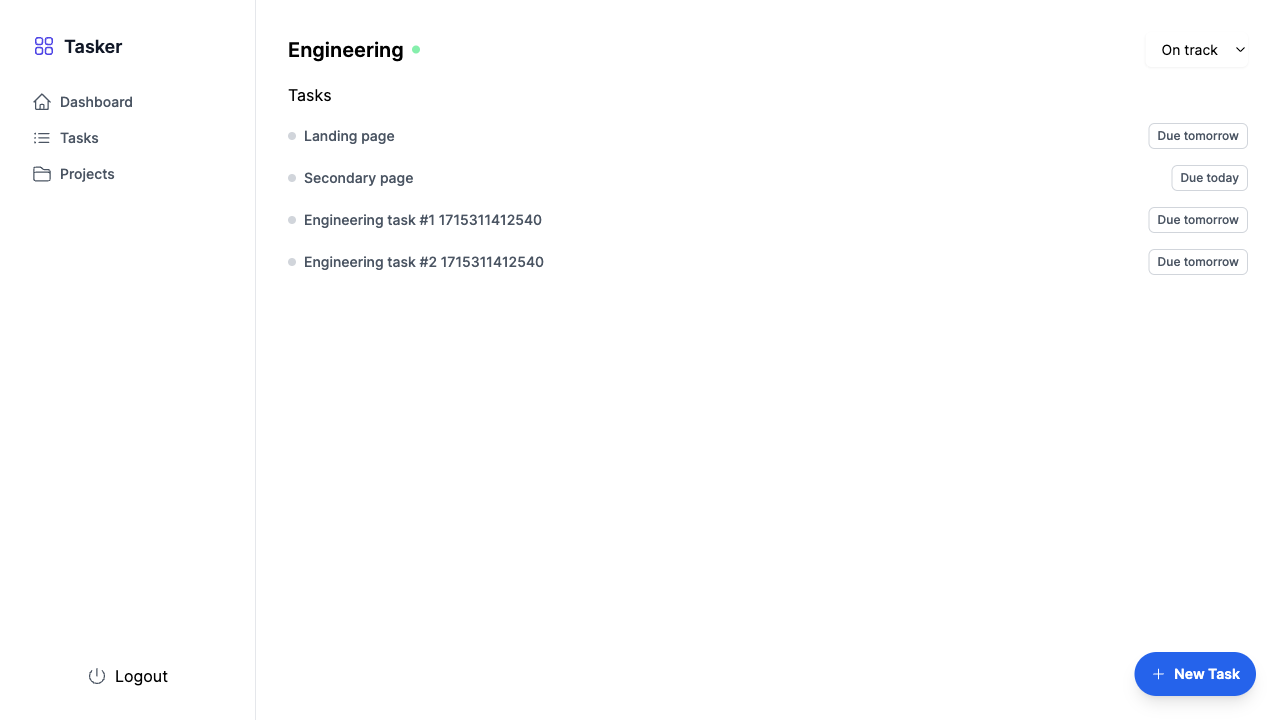 Tasker
Dashboard
Tasks
Projects
Logout
Engineering
On track
Tasks
Landing page
Due tomorrow
Secondary page
Due today
Engineering task #1 1715311412540
Due tomorrow
Engineering task #2 1715311412540
Due tomorrow
New Task